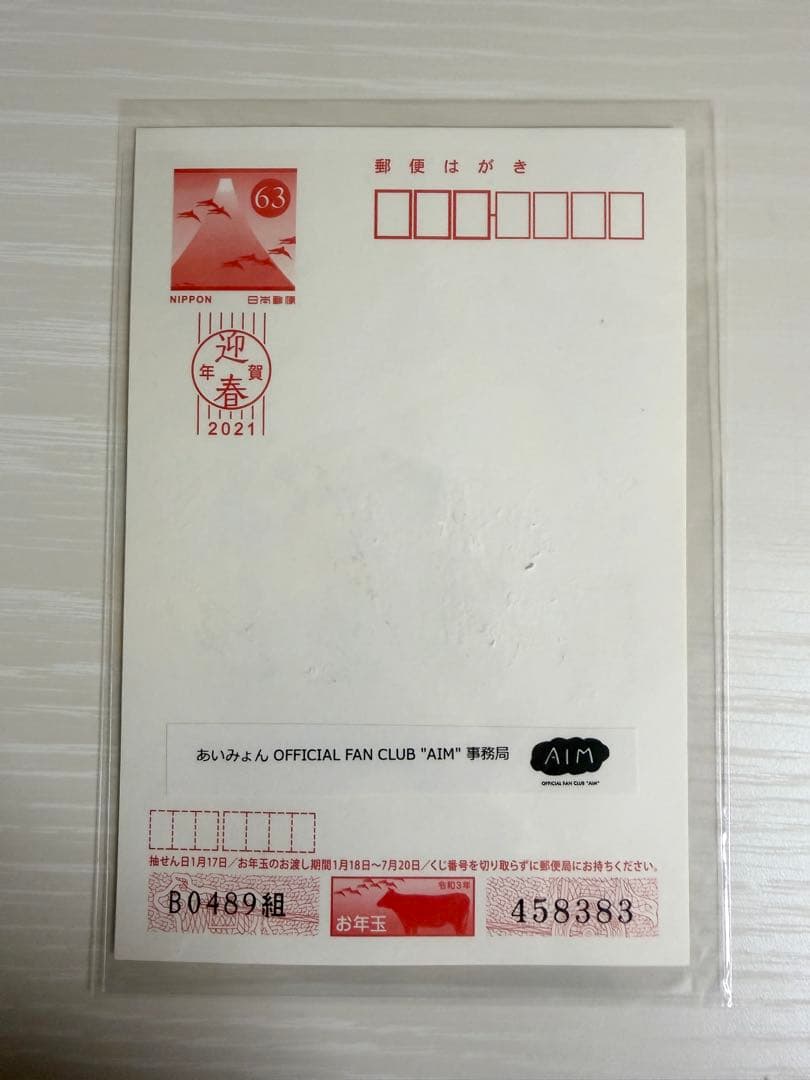 郵便はがき
63
NIPPON 日本郵便
迎
年 賀
春
2021
あいみょん OFFICIAL FAN CLUB "AIM" 事務局
AIM
OFFICIAL FAN CLUB "AIM"
抽せん日1月17日／お年玉のお渡し期間1月18日～7月20日／くじ番号を切り取らずに郵便局にお持ちください。
令和3年
B0489組 お年玉 458383